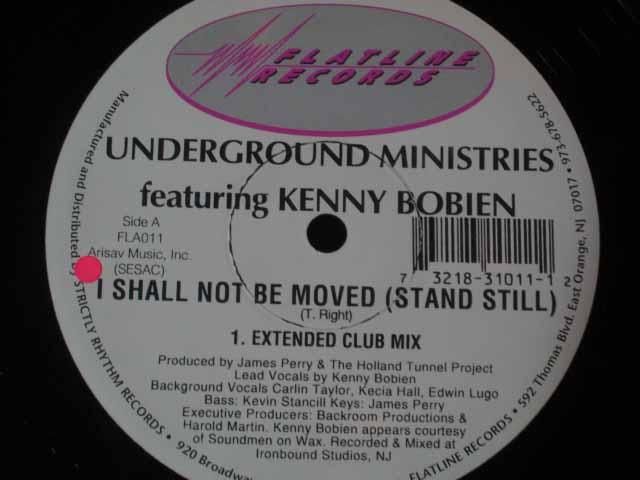 FLATLINE
RECORDS
UNDERGROUND MINISTRIES
featuring KENNY BOBIEN
Side A
FLA011
Arisav Music, Inc.
(SESAC)
7 73218-31011-1 2
I SHALL NOT BE MOVED (STAND STILL)
(T. Right)
1. EXTENDED CLUB MIX
Produced by James Perry & The Holland Tunnel Project
Lead Vocals by Kenny Bobien
Background Vocals Carlin Taylor, Kecia Hall, Edwin Lugo
Bass: Kevin Stancill Keys: James Perry
Executive Producers: Backroom Productions &
Harold Martin. Kenny Bobien appears courtesy
of Soundmen on Wax. Recorded & Mixed at
Ironbound Studios, NJ
Manufactured and Distributed by STRICTLY RHYTHM RECORDS • 920 Broadway
FLATLINE RECORDS • 592 Thomas Blvd. East Orange, NJ 07017 • 973-678-5622